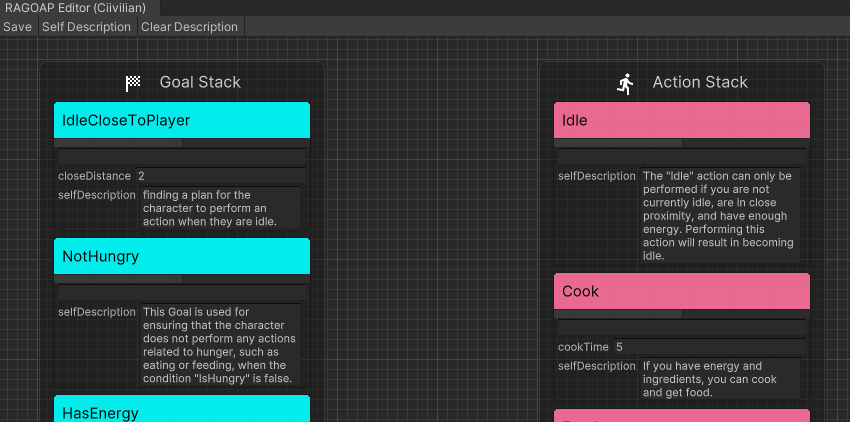 RAGOAP Editor (Ciivilian)
Save Self Description Clear Description
Goal Stack
IdleCloseToPlayer
closeDistance 2
selfDescription finding a plan for the
character to perform an
action when they are idle.
NotHungry
selfDescription This Goal is used for
ensuring that the character
does not perform any actions
related to hunger, such as
eating or feeding, when the
condition "IsHungry" is false.
HasEnergy
Action Stack
Idle
selfDescription The "Idle" action can only be
performed if you are not
currently idle, are in close
proximity, and have enough
energy. Performing this
action will result in becoming
idle.
Cook
cookTime 5
selfDescription If you have energy and
ingredients, you can cook
and get food.